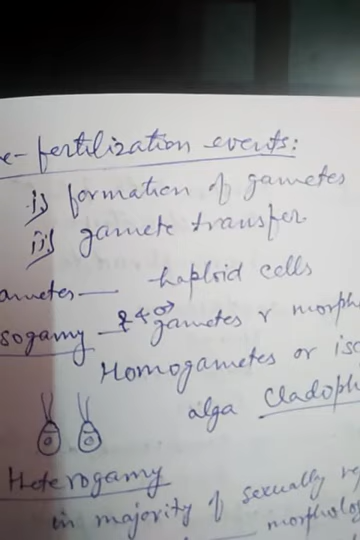 e-fertilization events:
i) formation of gametes
ii) gamete transfer.
ametes — haploid cells
sogamy — ♀ & ♂ gametes r morph
Homogametes or iso
alga Cladoph
Heterogamy
in majority of sexually re
morpholog